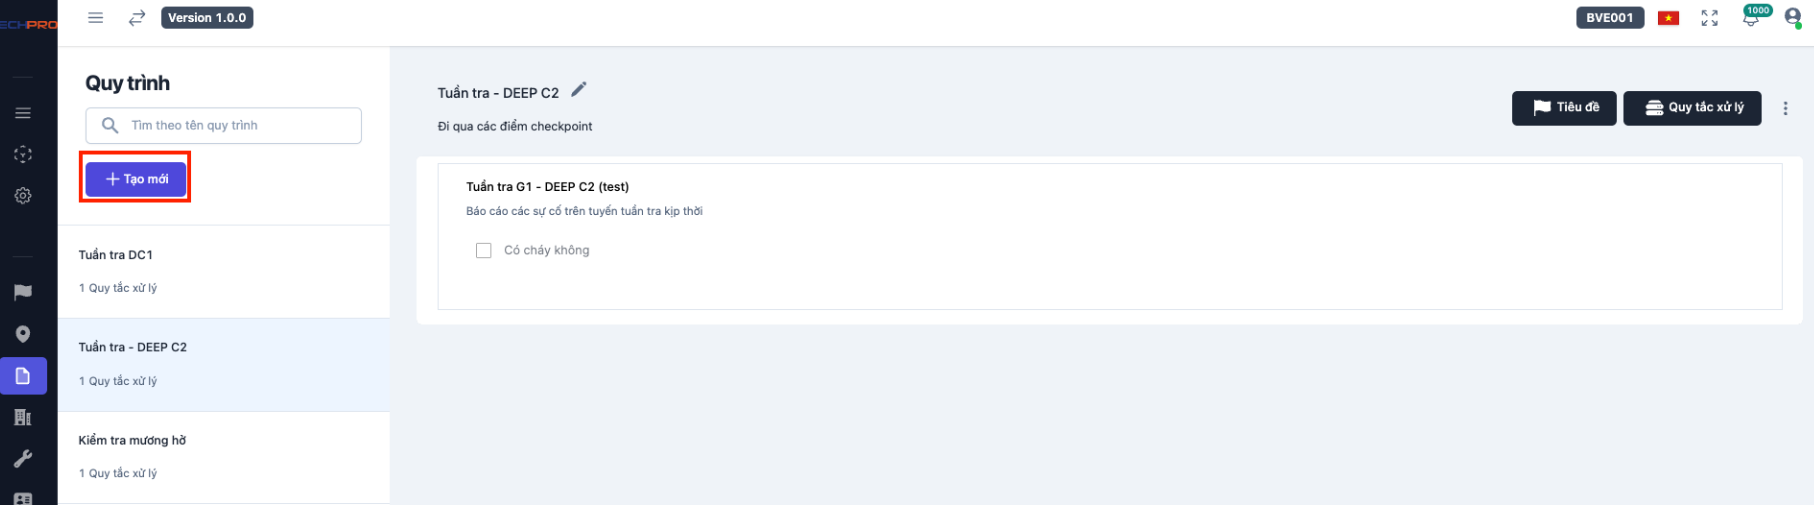 ECHPRO
Version 1.0.0
BVE001
1000
Quy trình
Tìm theo tên quy trình
Tạo mới
Tuần tra DC1
1 Quy tắc xử lý
Tuần tra - DEEP C2
1 Quy tắc xử lý
Kiểm tra mương hở
1 Quy tắc xử lý
Tuần tra - DEEP C2
Đi qua các điểm checkpoint
Tiêu đề
Quy tắc xử lý
Tuần tra G1 - DEEP C2 (test)
Báo cáo các sự cố trên tuyến tuần tra kịp thời
Có cháy không